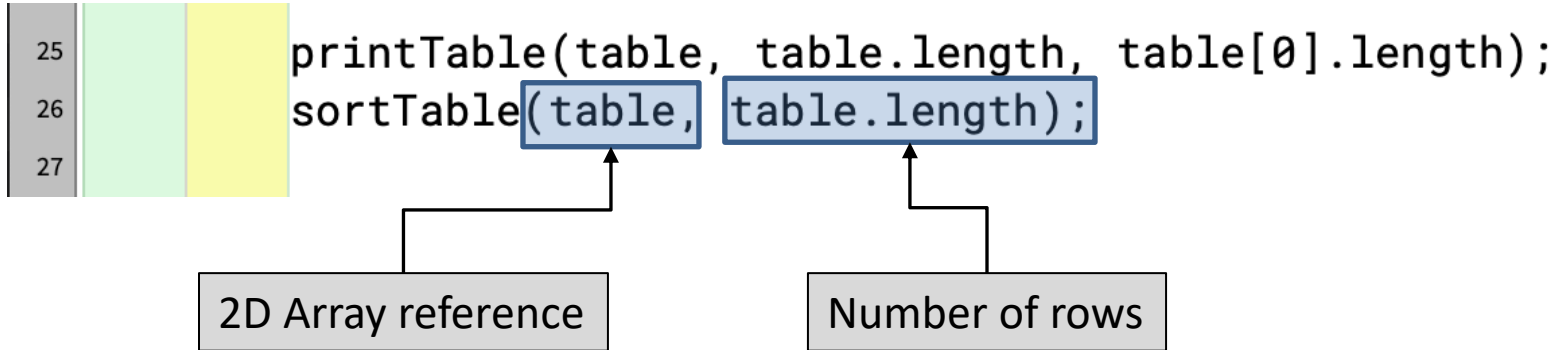 25 printTable(table, table.length, table[0].length);
26 sortTable(table, table.length);
27
2D Array reference
Number of rows